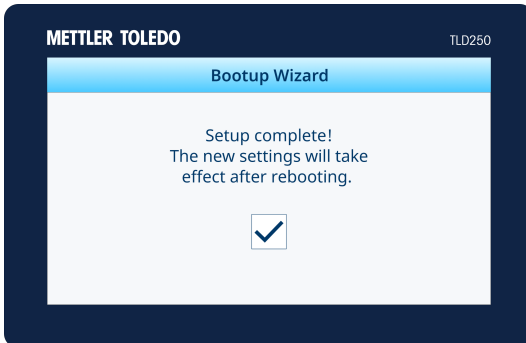 METTLER TOLEDO
TLD250
Bootup Wizard
Setup complete!
The new settings will take
effect after rebooting.